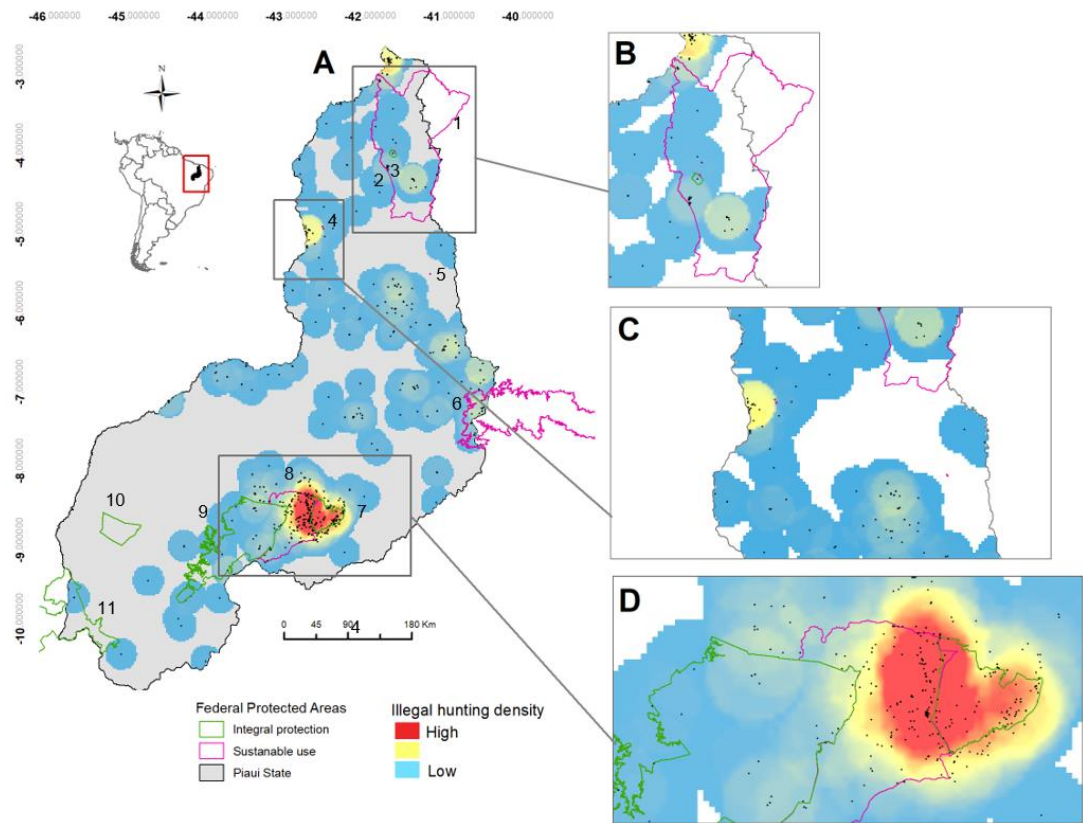 -46.000000 -45.000000 -44.000000 -43.000000 -42.000000 -41.000000 -40.000000
-3.000000
-4.000000
-5.000000
-6.000000
-7.000000
-8.000000
-9.000000
-10.000000
N
A
1
2
3
4
5
6
7
8
9
10
11
0 45 90 180 Km
4
Federal Protected Areas
Integral protection
Sustanable use
Piaui State
Illegal hunting density
High
Low
B
C
D